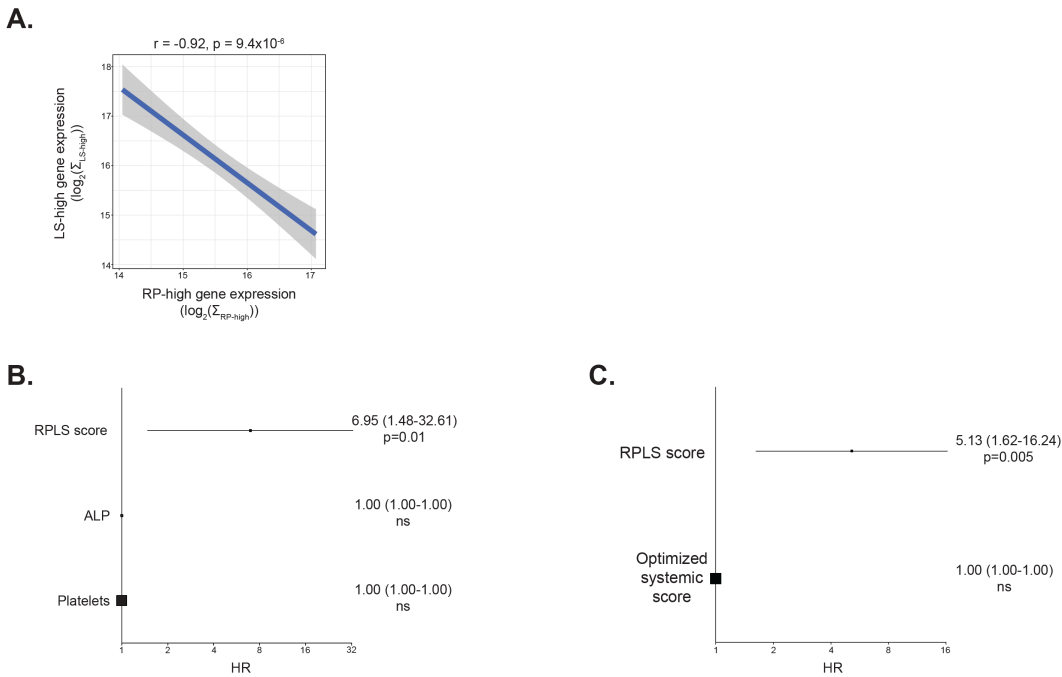 A.
r = -0.92, p = 9.4x10⁻⁶
18
17
16
15
14
LS-high gene expression
(log₂(Σ_LS-high))
14 15 16 17
RP-high gene expression
(log₂(Σ_RP-high))
B.
RPLS score
6.95 (1.48-32.61)
p=0.01
ALP
1.00 (1.00-1.00)
ns
Platelets
1.00 (1.00-1.00)
ns
1 2 4 8 16 32
HR
C.
RPLS score
5.13 (1.62-16.24)
p=0.005
Optimized
systemic
score
1.00 (1.00-1.00)
ns
1 2 4 8 16
HR